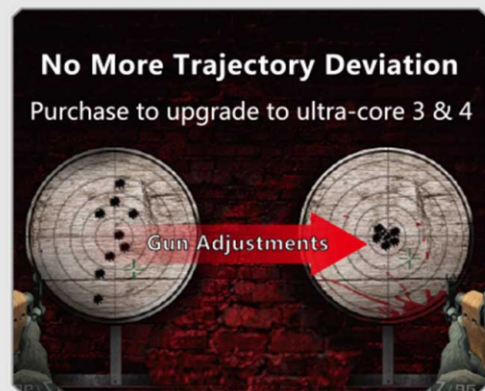 No More Trajectory Deviation
Purchase to upgrade to ultra-core 3 & 4
Gun Adjustments